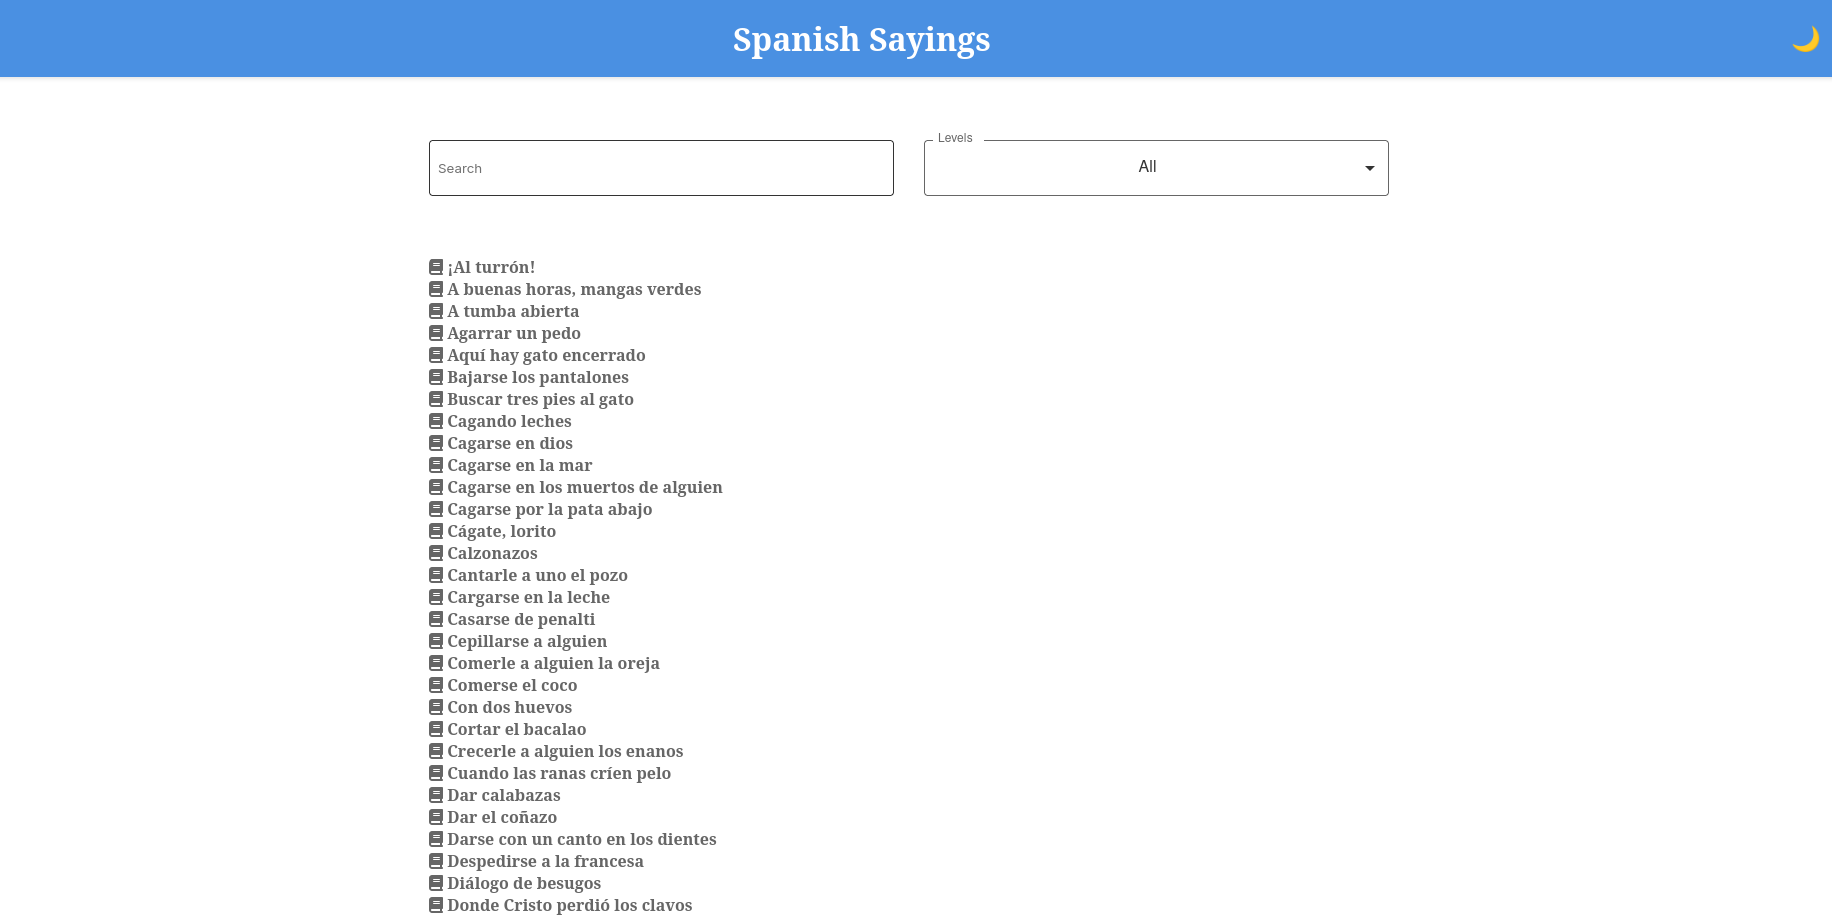 Spanish Sayings
Search
Levels
All
¡Al turrón!
A buenas horas, mangas verdes
A tumba abierta
Agarrar un pedo
Aquí hay gato encerrado
Bajarse los pantalones
Buscar tres pies al gato
Cagando leches
Cagarse en dios
Cagarse en la mar
Cagarse en los muertos de alguien
Cagarse por la pata abajo
Cágate, lorito
Calzonazos
Cantarle a uno el pozo
Cargarse en la leche
Casarse de penalti
Cepillarse a alguien
Comerle a alguien la oreja
Comerse el coco
Con dos huevos
Cortar el bacalao
Crecerle a alguien los enanos
Cuando las ranas críen pelo
Dar calabazas
Dar el coñazo
Darse con un canto en los dientes
Despedirse a la francesa
Diálogo de besugos
Donde Cristo perdió los clavos